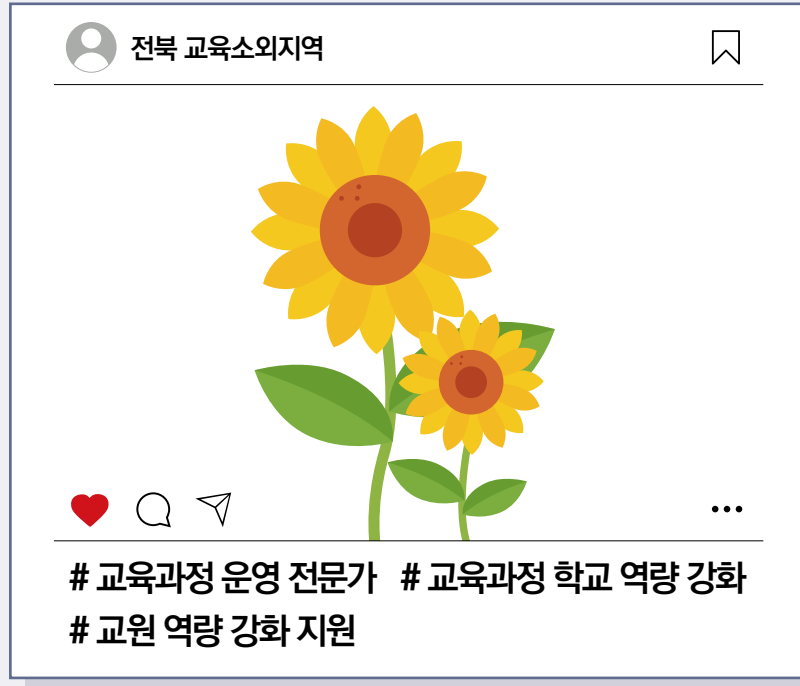 전북 교육소외지역
# 교육과정 운영 전문가 # 교육과정 학교 역량 강화
# 교원 역량 강화 지원